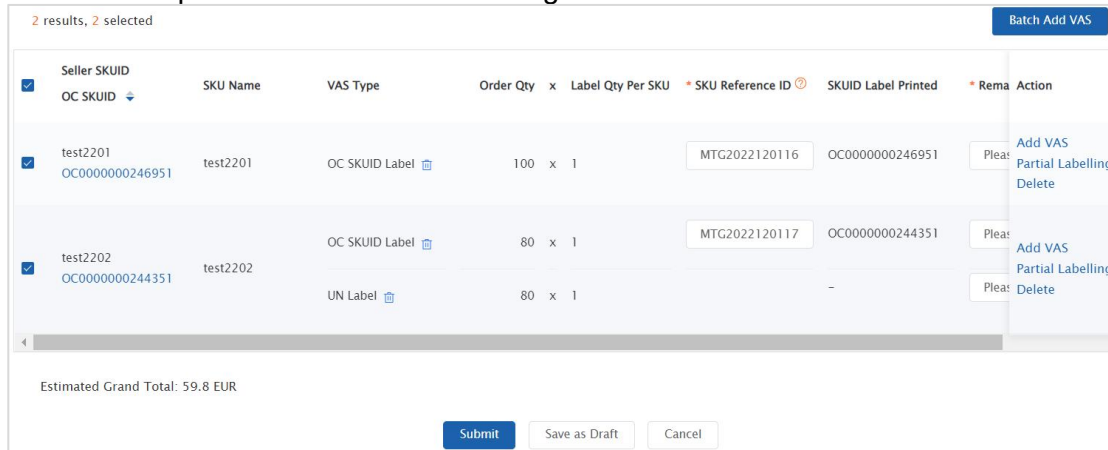 2 results, 2 selected
Batch Add VAS
Seller SKUID
OC SKUID
SKU Name
VAS Type
Order Qty x Label Qty Per SKU
* SKU Reference ID ?
SKUID Label Printed
* Rema
Action
test2201
OC0000000246951
test2201
OC SKUID Label
100 x 1
MTG2022120116
OC0000000246951
Pleas
Add VAS
Partial Labelling
Delete
test2202
OC0000000244351
test2202
OC SKUID Label
80 x 1
MTG2022120117
OC0000000244351
Pleas
UN Label
80 x 1
-
Pleas
Add VAS
Partial Labelling
Delete
Estimated Grand Total: 59.8 EUR
Submit
Save as Draft
Cancel